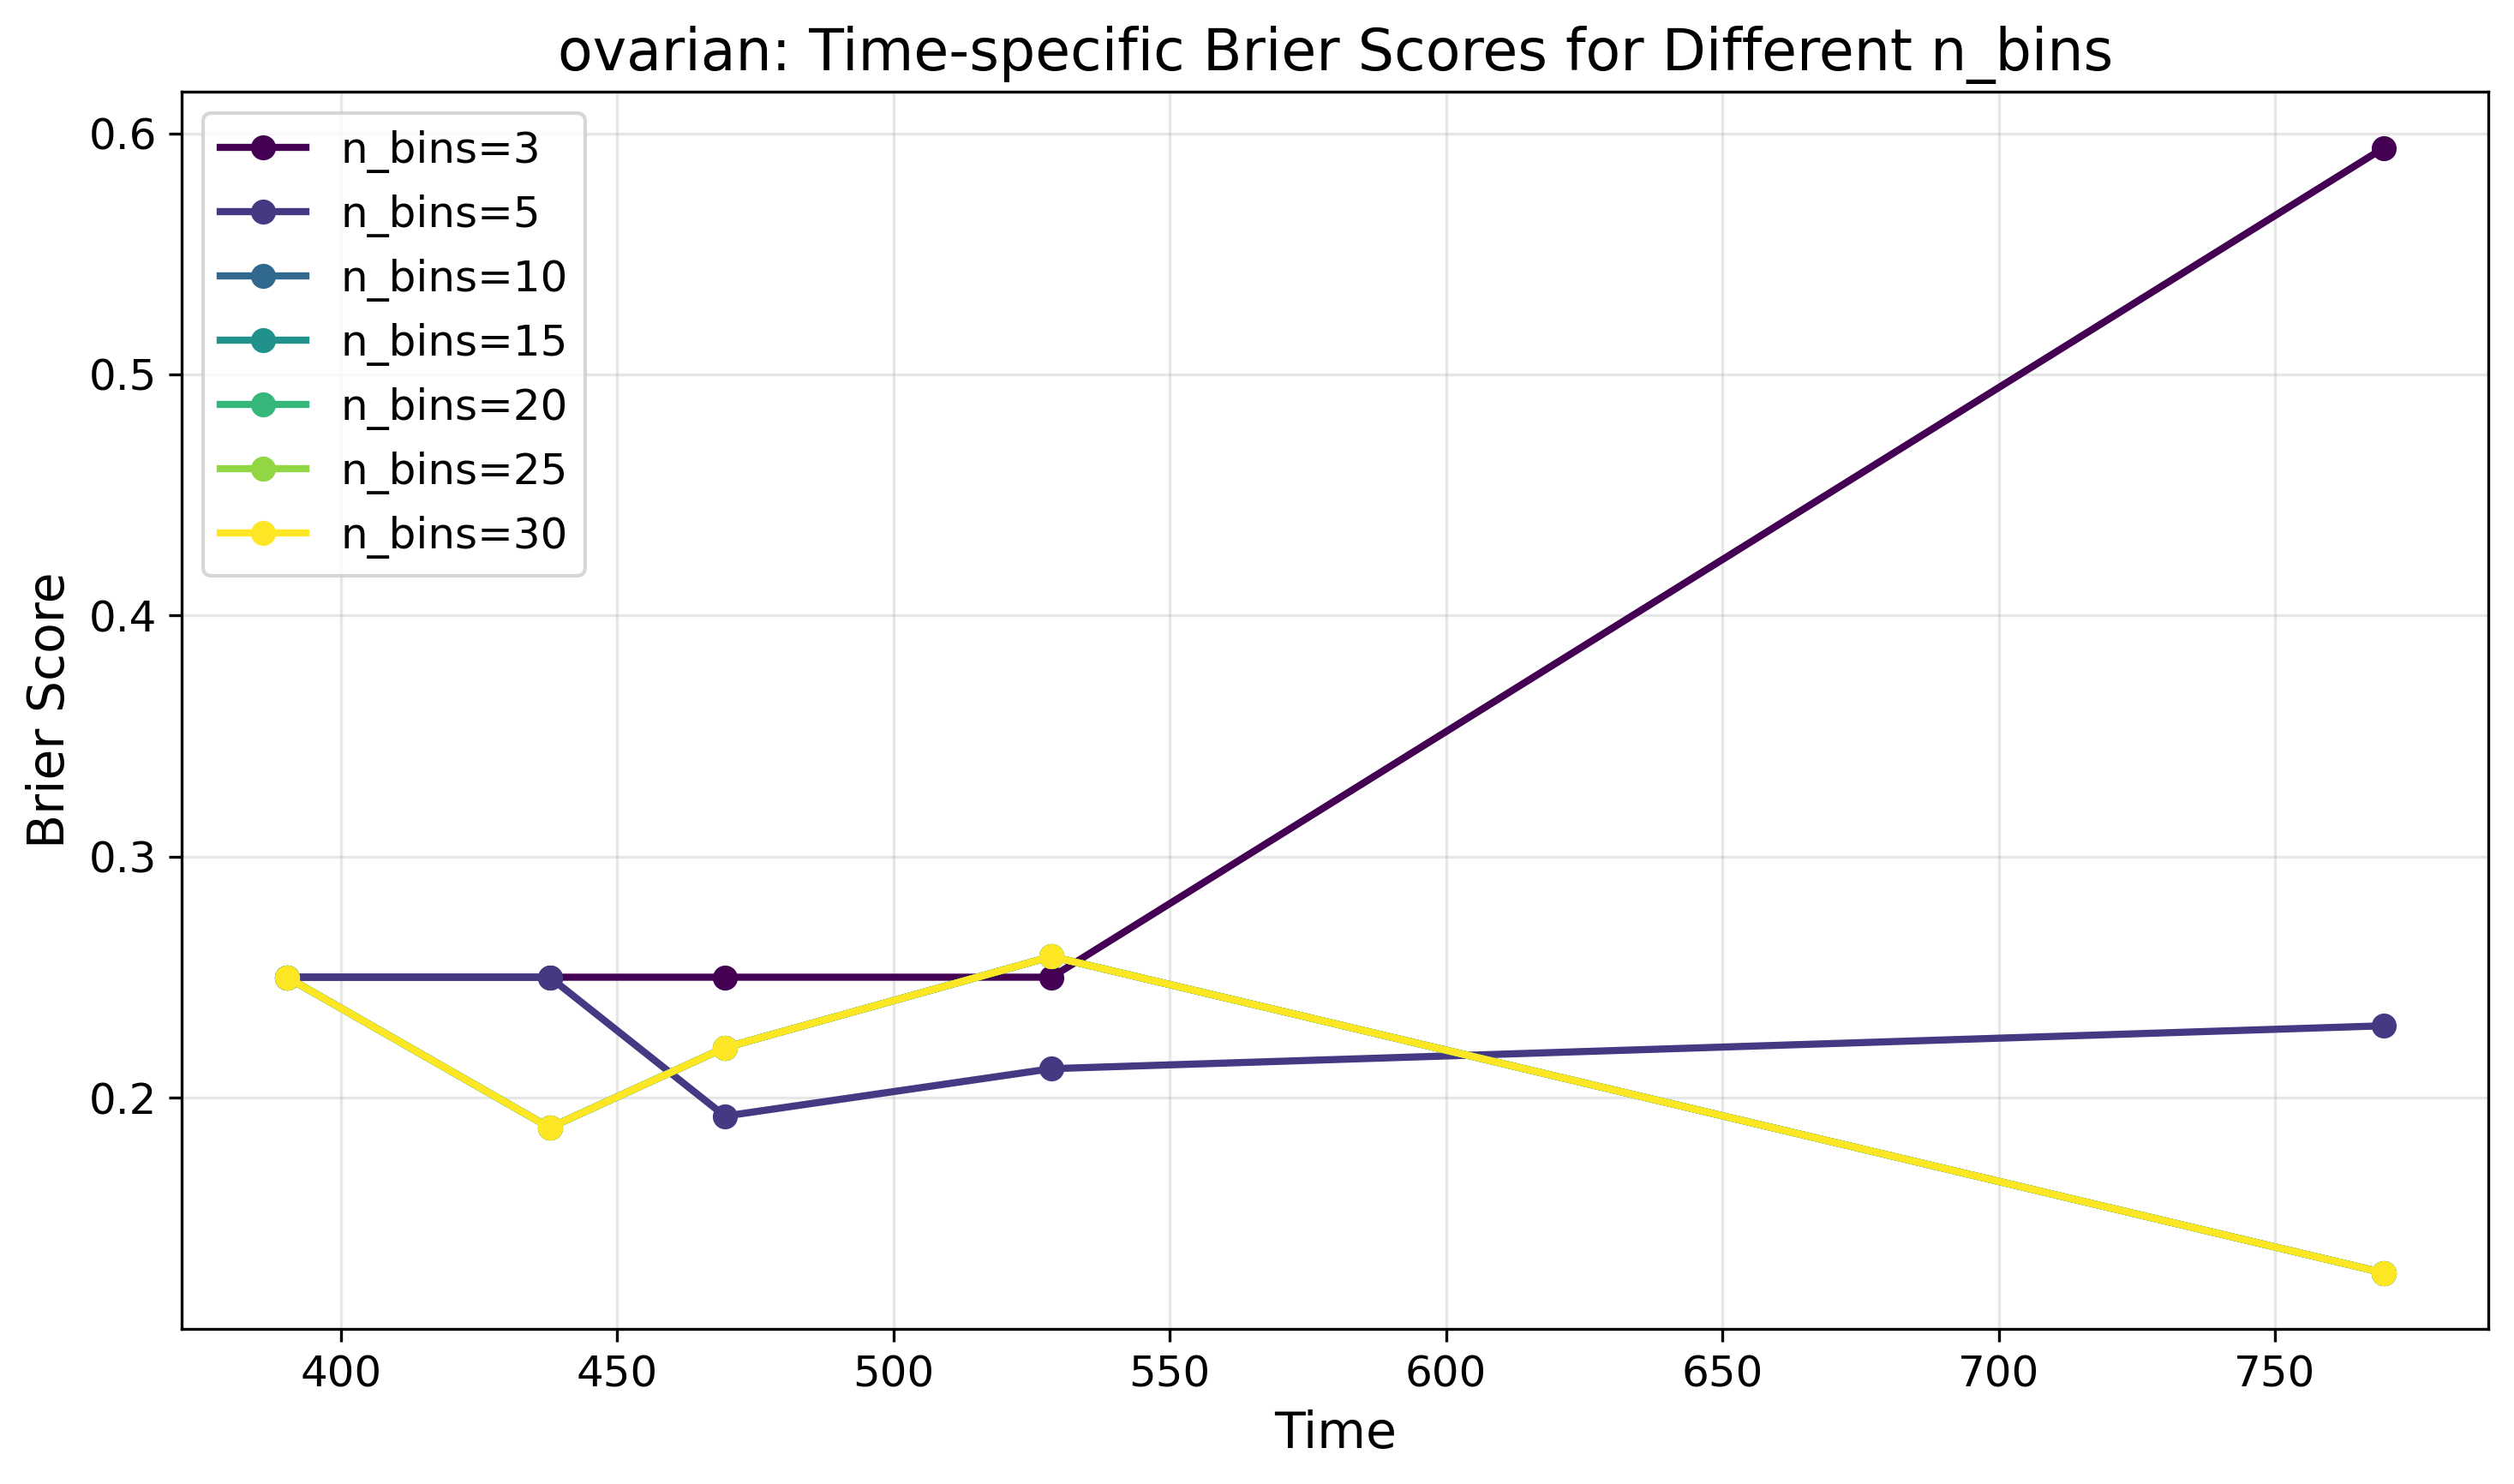 ovarian: Time-specific Brier Scores for Different n_bins
0.6
0.5
0.4
0.3
0.2
Brier Score
n_bins=3
n_bins=5
n_bins=10
n_bins=15
n_bins=20
n_bins=25
n_bins=30
400 450 500 550 600 650 700 750
Time